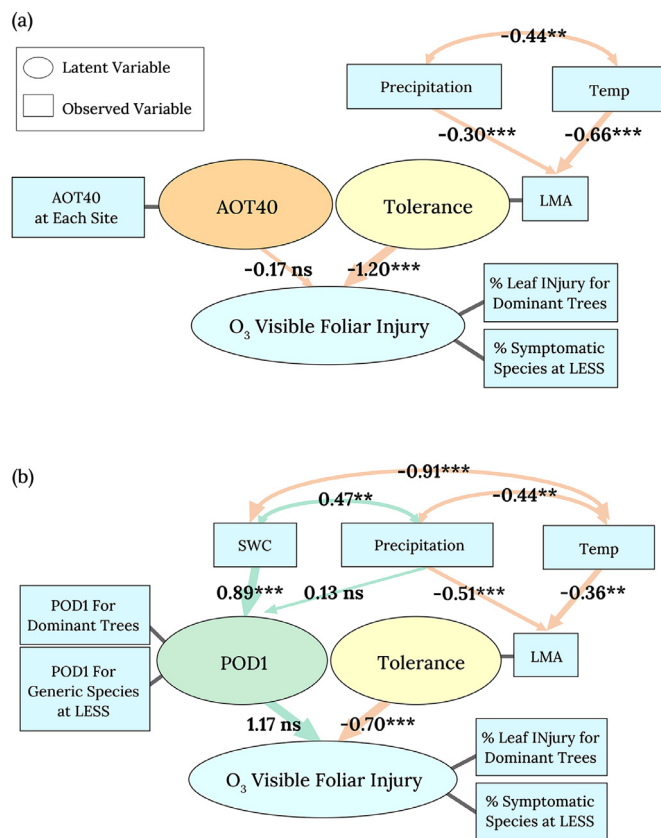 (a)
Latent Variable
Observed Variable
-0.44**
Precipitation
Temp
-0.30***
-0.66***
AOT40
at Each Site
AOT40
Tolerance
LMA
-0.17 ns
-1.20***
O₃ Visible Foliar Injury
% Leaf INjury for
Dominant Trees
% Symptomatic
Species at LESS
(b)
-0.91***
0.47**
-0.44**
SWC
Precipitation
Temp
0.89***
0.13 ns
-0.51***
-0.36**
POD1 For
Dominant Trees
POD1 For
Generic Species
at LESS
POD1
Tolerance
LMA
1.17 ns
-0.70***
O₃ Visible Foliar Injury
% Leaf INjury for
Dominant Trees
% Symptomatic
Species at LESS